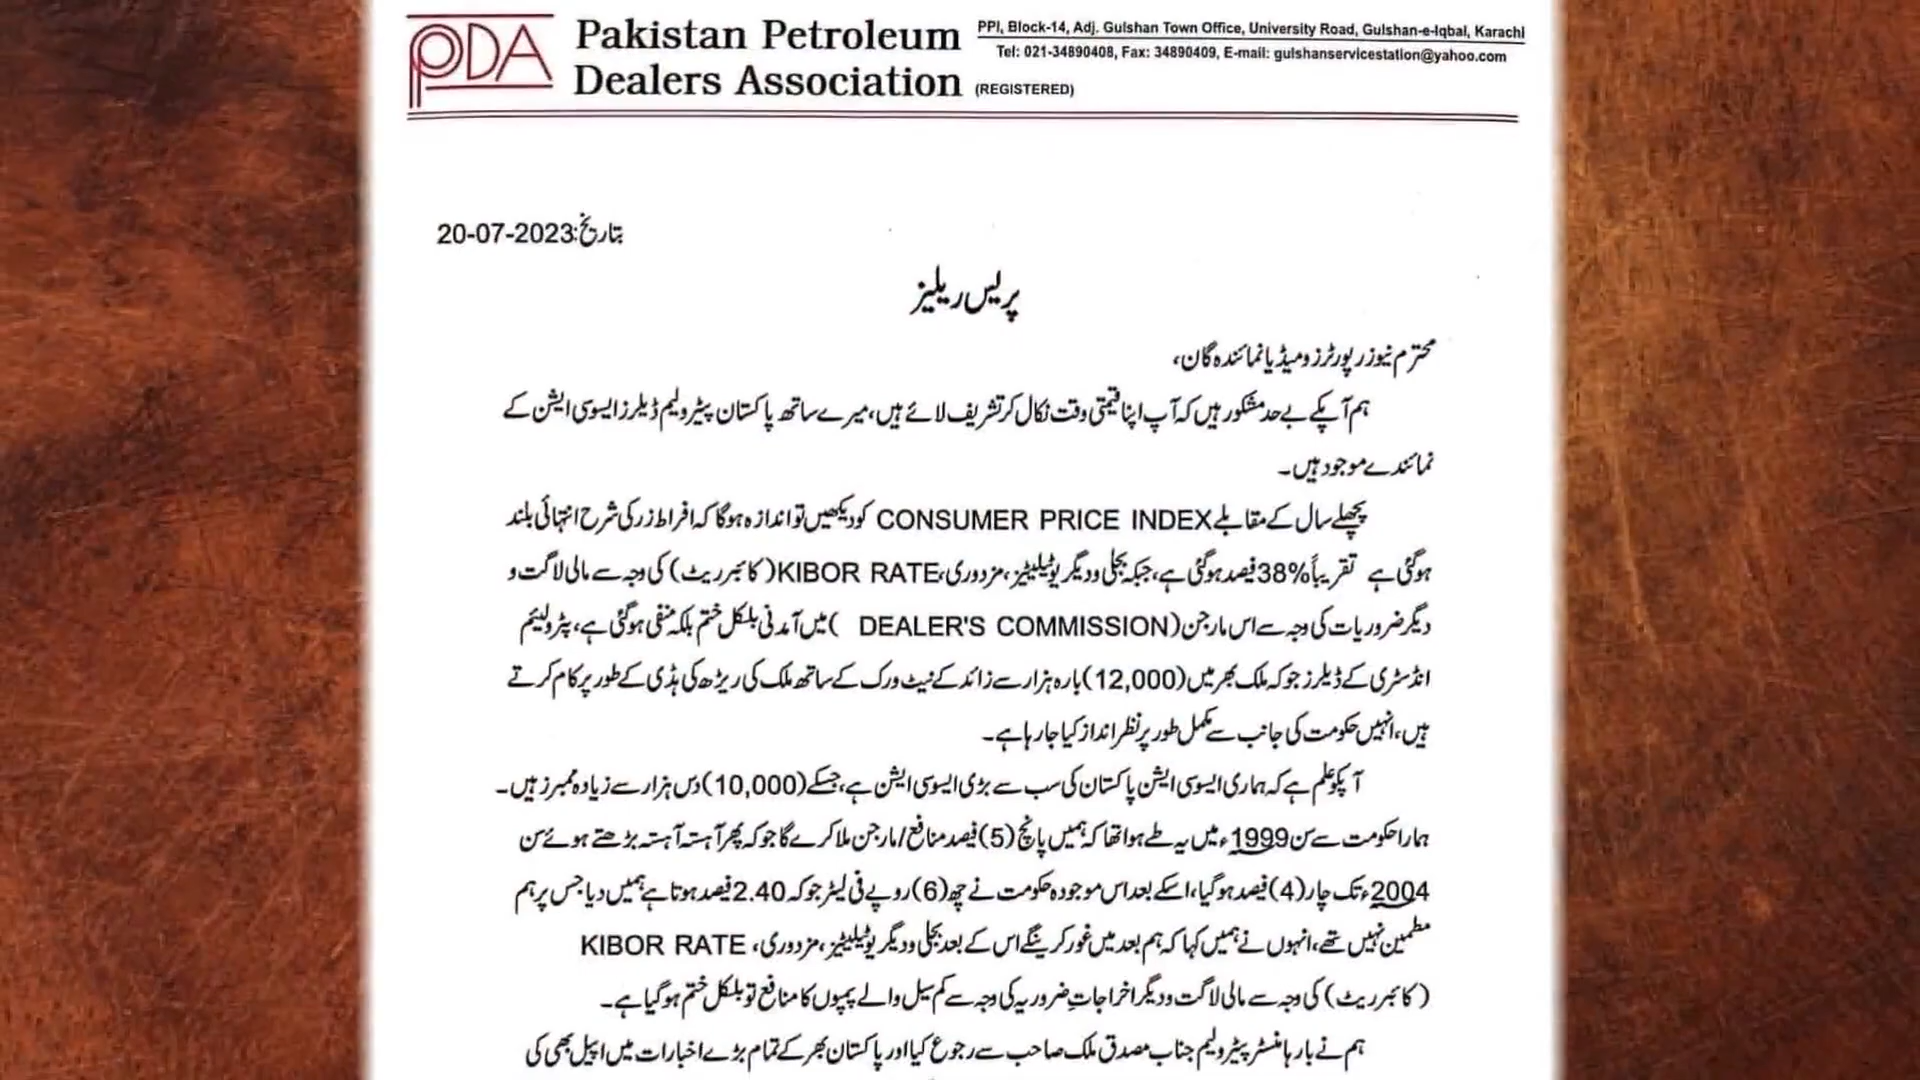 PDA
Pakistan Petroleum
Dealers Association
(REGISTERED)
PPI, Block-14, Adj. Gulshan Town Office, University Road, Gulshan-e-Iqbal, Karachi
Tel: 021-34890408, Fax: 34890409, E-mail: gulshanservicestation@yahoo.com
بتاریخ:20-07-2023
پریس ریلیز
محترم نیوز رپورٹرز و میڈیا نمائندہ گان،
ہم آپکے بے حد مشکور ہیں کہ آپ اپنا قیمتی وقت نکال کر تشریف لائے ہیں، میرے ساتھ پاکستان پیٹرولیم ڈیلرز ایسوسی ایشن کے
نمائندے موجود ہیں۔
پچھلے سال کے مقابلے CONSUMER PRICE INDEX کو دیکھیں تو اندازہ ہوگا کہ افراط زر کی شرح انتہائی بلند
ہوگئی ہے تقریباً %38 فیصد ہوگئی ہے، جبکہ بجلی و دیگر یوٹیلیٹیز، مزدوری، KIBOR RATE (کائبر ریٹ) کی وجہ سے مالی لاگت و
دیگر ضروریات کی وجہ سے اس مارجن (DEALER'S COMMISSION ) میں آمدنی بلکل ختم بلکہ منفی ہوگئی ہے، پٹرولیئم
انڈسٹری کے ڈیلرز جو کہ ملک بھر میں (12,000) بارہ ہزار سے زائد کے نیٹ ورک کے ساتھ ملک کی ریڑھ کی ہڈی کے طور پر کام کرتے
ہیں، انہیں حکومت کی جانب سے مکمل طور پر نظر انداز کیا جا رہا ہے۔
آپکو علم ہے کہ ہماری ایسوسی ایشن پاکستان کی سب سے بڑی ایسوسی ایشن ہے، جسکے (10,000) دس ہزار سے زیادہ ممبرز ہیں۔
ہمارا حکومت سے سن 1999ء میں یہ طے ہوا تھا کہ ہمیں پانچ (5) فیصد منافع/مارجن ملا کرے گا جو کہ پھر آہستہ آہستہ بڑھتے ہوئے سن
2004ء تک چار (4) فیصد ہوگیا، اسکے بعد اس موجودہ حکومت نے چھ (6) روپے فی لیٹر جو کہ 2.40 فیصد ہوتا ہے ہمیں دیا جس پر ہم
مطمین نہیں تھے، انہوں نے ہمیں کہا کہ ہم بعد میں غور کرینگے اس کے بعد بجلی و دیگر یوٹیلیٹیز، مزدوری، KIBOR RATE
(کائبر ریٹ) کی وجہ سے مالی لاگت و دیگر اخراجاتِ ضروریہ کی وجہ سے کم سیل والے پمپوں کا منافع تو بلکل ختم ہوگیا ہے۔
ہم نے بارہا منسٹر پیٹرولیم جناب مصدق ملک صاحب سے رجوع کیا اور پاکستان بھر کے تمام بڑے اخبارات میں اپیل بھی کی